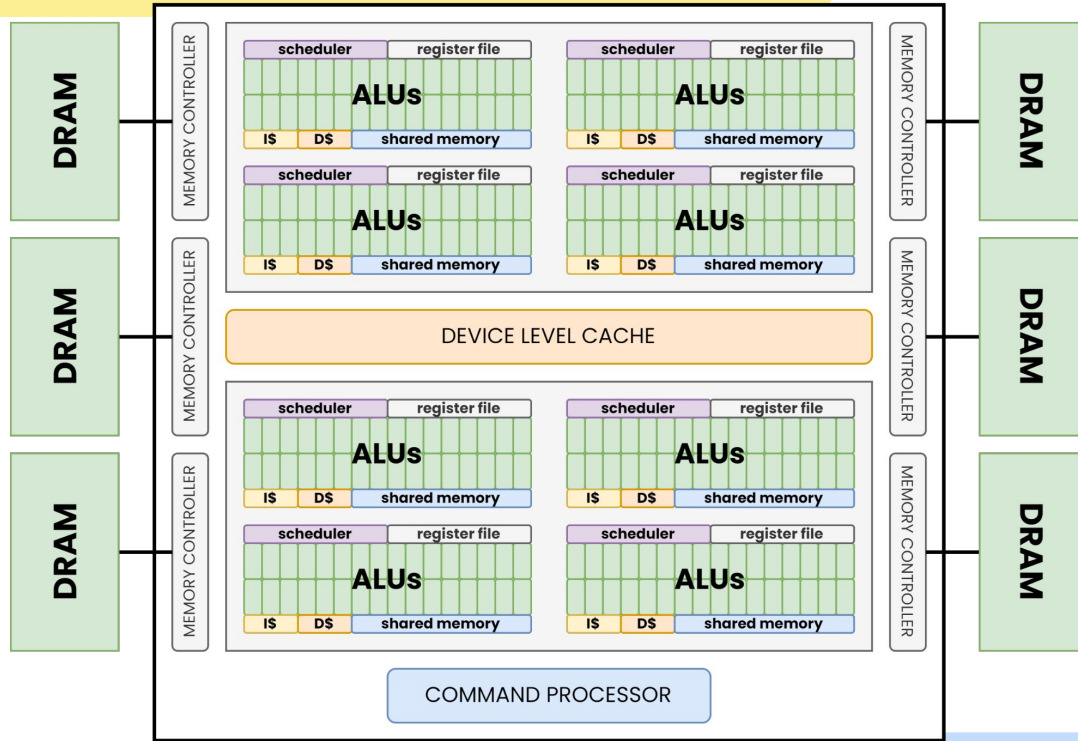 DRAM
MEMORY CONTROLLER
scheduler register file
ALUs
I$ D$ shared memory
scheduler register file
ALUs
I$ D$ shared memory
MEMORY CONTROLLER
DRAM
scheduler register file
ALUs
I$ D$ shared memory
scheduler register file
ALUs
I$ D$ shared memory
DRAM
MEMORY CONTROLLER
DEVICE LEVEL CACHE
MEMORY CONTROLLER
DRAM
scheduler register file
ALUs
I$ D$ shared memory
scheduler register file
ALUs
I$ D$ shared memory
DRAM
MEMORY CONTROLLER
scheduler register file
ALUs
I$ D$ shared memory
scheduler register file
ALUs
I$ D$ shared memory
MEMORY CONTROLLER
DRAM
COMMAND PROCESSOR